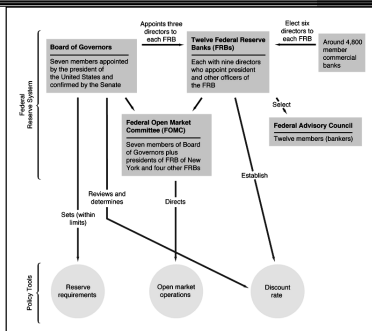 Appoints three
directors to
each FRB
Elect six
directors to
each FRB
Board of Governors
Seven members appointed
by the president of
the United States and
confirmed by the Senate
Twelve Federal Reserve
Banks (FRBs)
Each with nine directors
who appoint president
and other officers of
the FRB
Around 4,800
member
commercial
banks
Federal
Reserve System
Select
Federal Open Market
Committee (FOMC)
Seven members of Board
of Governors plus
presidents of FRB of New
York and four other FRBs
Federal Advisory Council
Twelve members (bankers)
Establish
Reviews and
determines
Directs
Sets (within
limits)
Policy Tools
Reserve
requirements
Open market
operations
Discount
rate